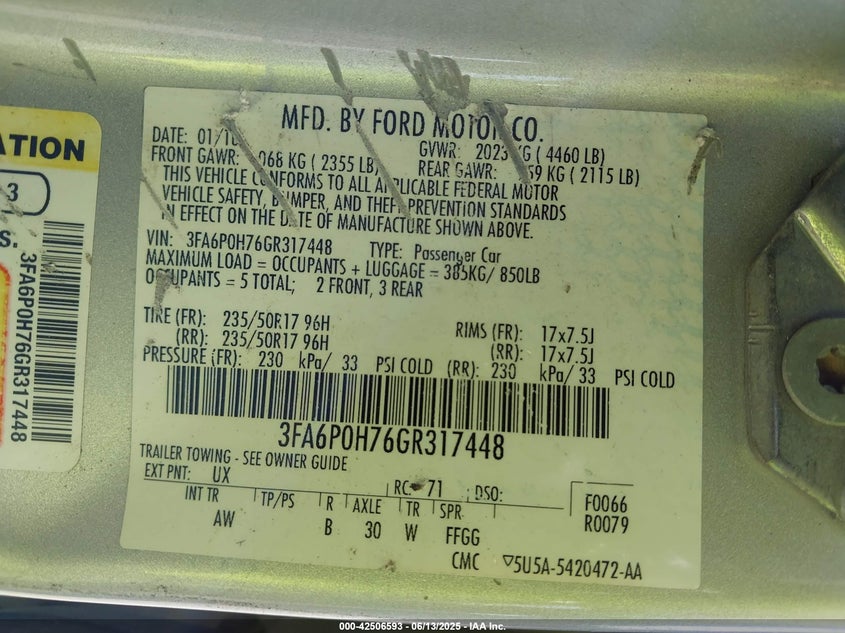 ATION
3
S.
3FA6P0H76GR317448
MFD. BY FORD MOTOR CO.
DATE: 01/16 GVWR: 2023 KG ( 4460 LB)
FRONT GAWR: 068 KG ( 2355 LB) REAR GAWR: 59 KG ( 2115 LB)
THIS VEHICLE CONFORMS TO ALL APPLICABLE FEDERAL MOTOR
VEHICLE SAFETY, BUMPER, AND THEFT PREVENTION STANDARDS
IN EFFECT ON THE DATE OF MANUFACTURE SHOWN ABOVE.
VIN: 3FA6P0H76GR317448 TYPE: Passenger Car
MAXIMUM LOAD = OCCUPANTS + LUGGAGE = 385KG/ 850LB
OCCUPANTS = 5 TOTAL; 2 FRONT, 3 REAR
TIRE (FR): 235/50R17 96H RIMS (FR): 17x7.5J
(RR): 235/50R17 96H (RR): 17x7.5J
PRESSURE (FR): 230 kPa/ 33 PSI COLD (RR): 230 kPa/ 33 PSI COLD
3FA6P0H76GR317448
TRAILER TOWING - SEE OWNER GUIDE
EXT PNT: UX RC: 71 DSO: F0066
INT TR TP/PS R AXLE TR SPR R0079
AW B 30 W FFGG
CMC ▽5U5A-5420472-AA
000-42506593 - 06/13/2025 - IAA Inc.